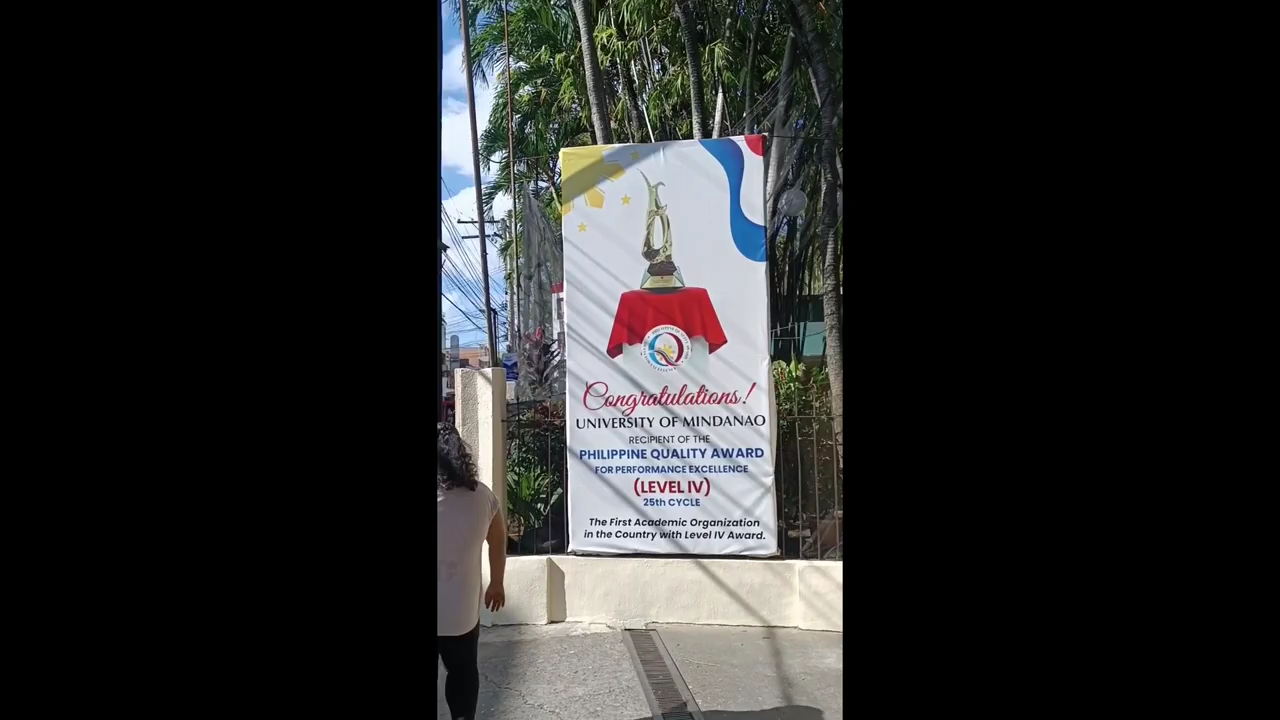 Congratulations!
UNIVERSITY OF MINDANAO
RECIPIENT OF THE
PHILIPPINE QUALITY AWARD
FOR PERFORMANCE EXCELLENCE
(LEVEL IV)
25th CYCLE
The First Academic Organization
in the Country with Level IV Award.